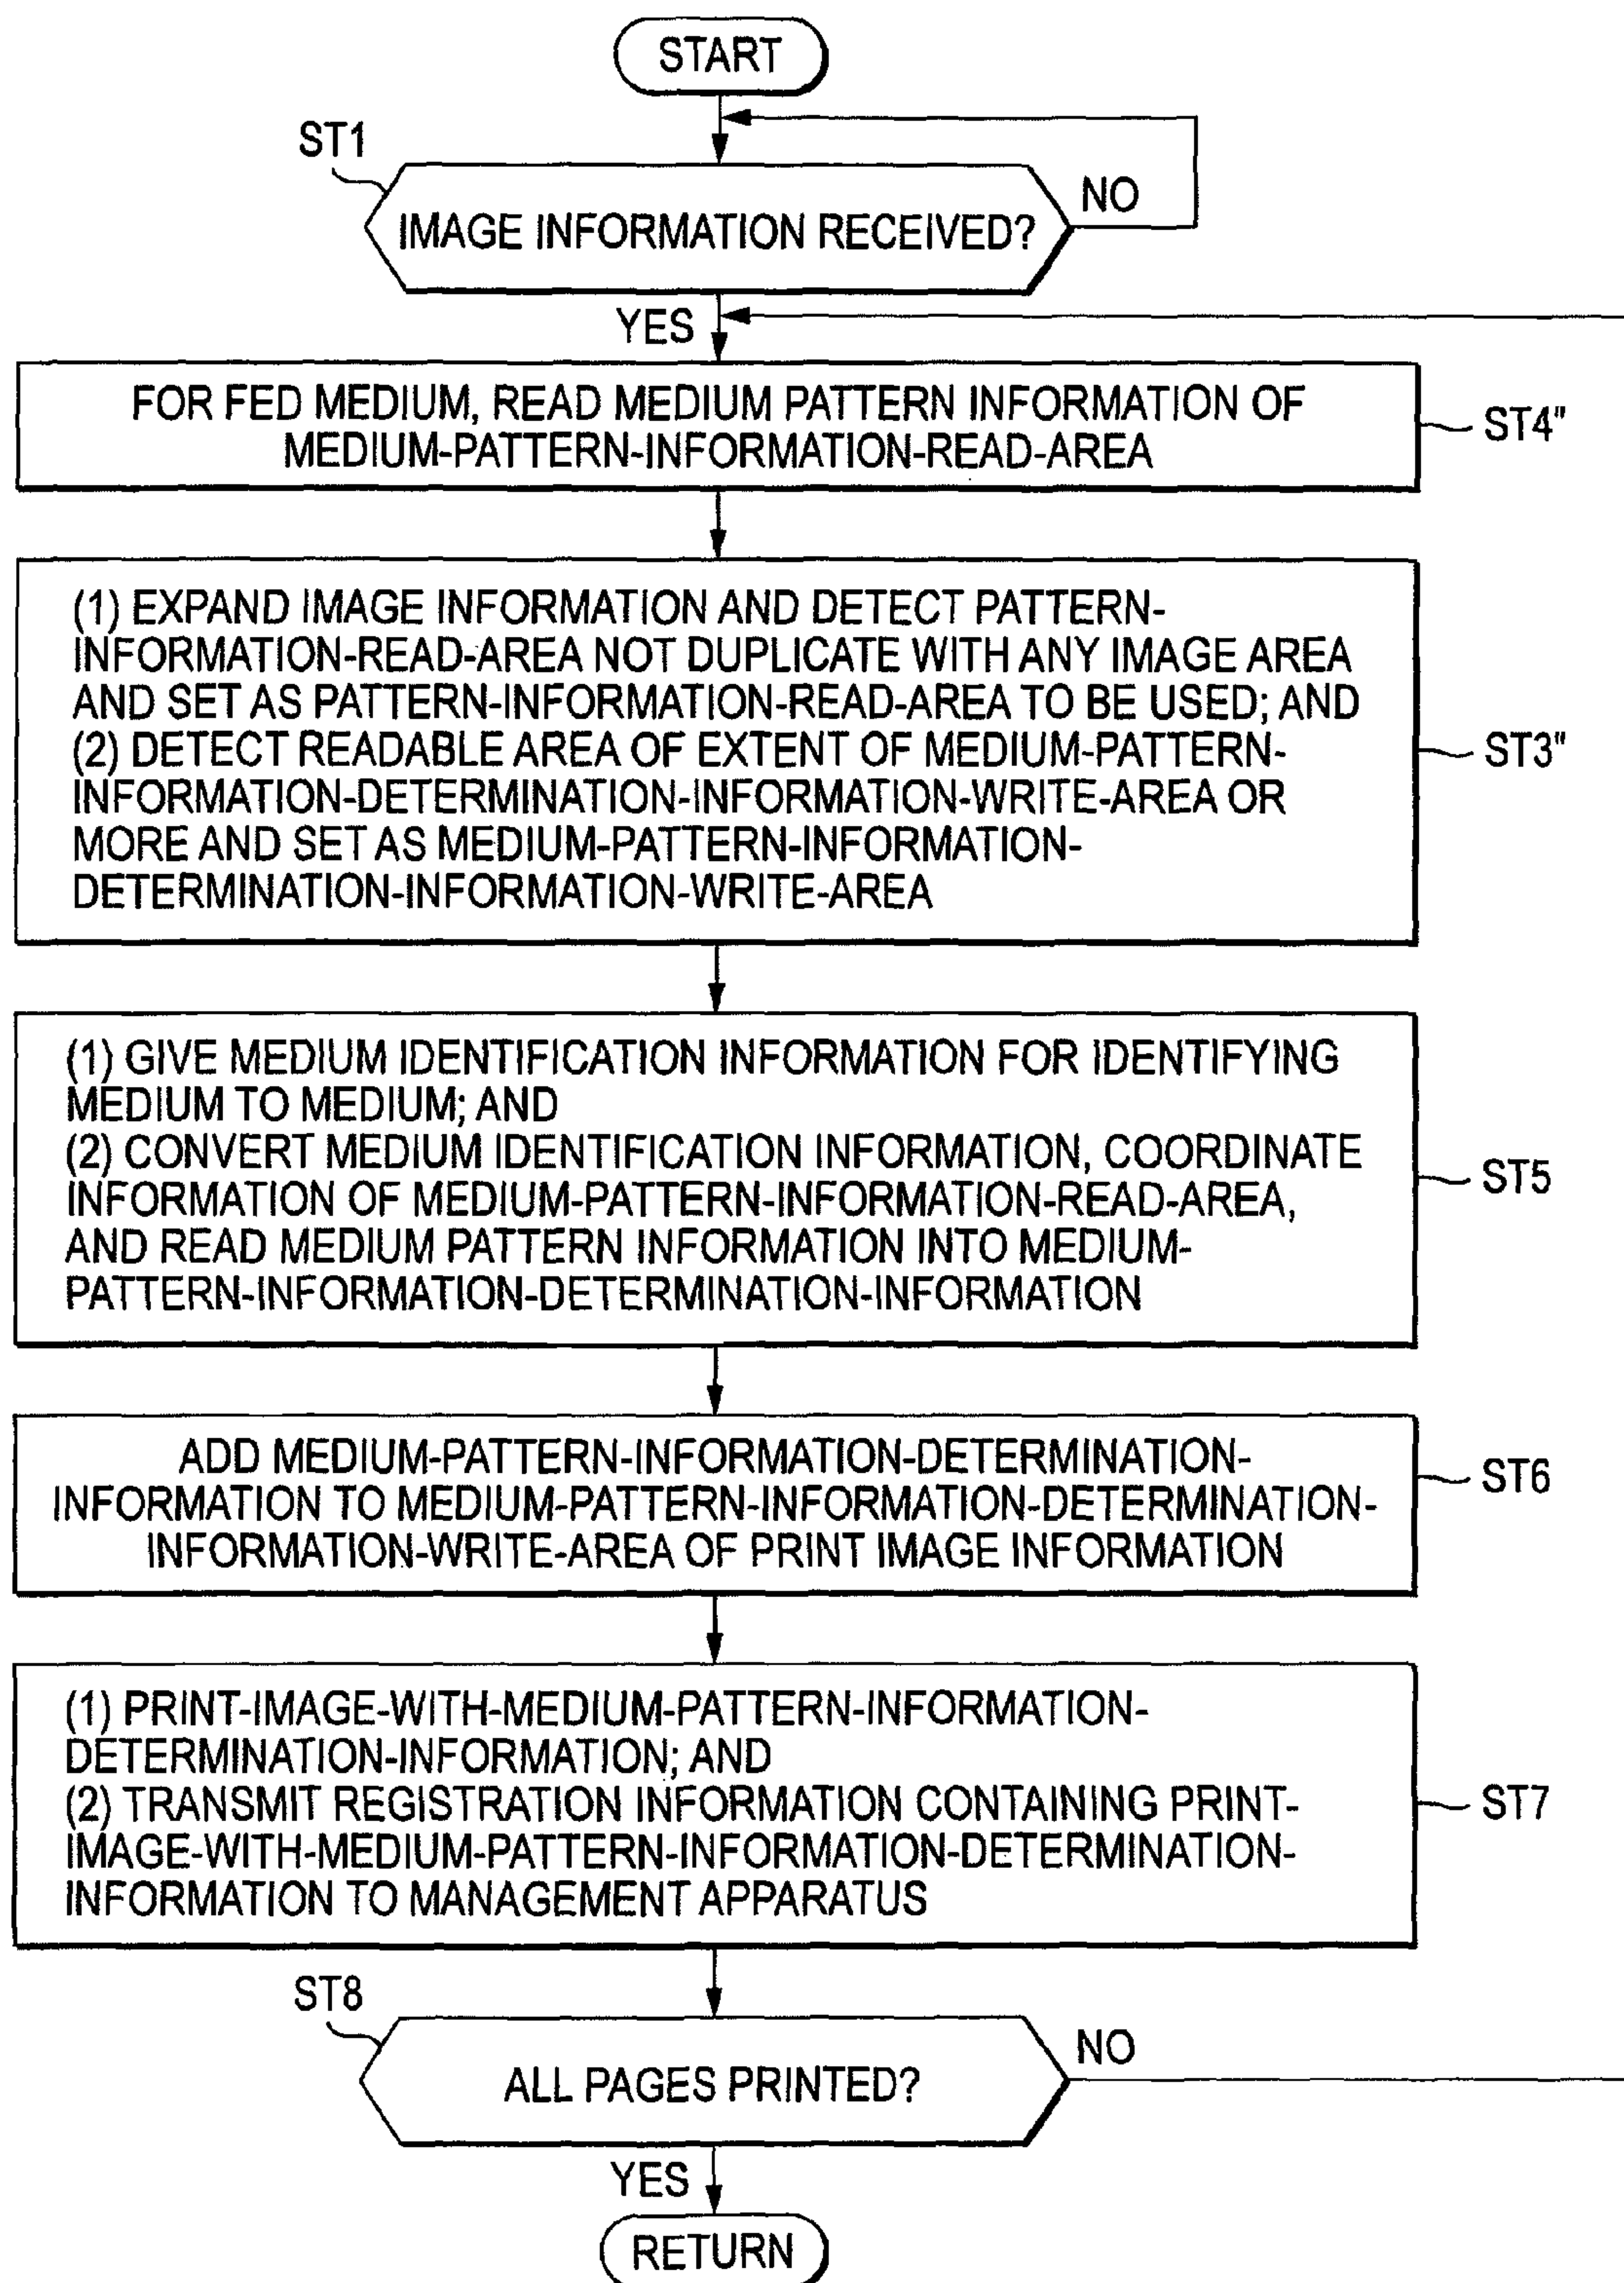 START
ST1
IMAGE INFORMATION RECEIVED?
NO
YES
FOR FED MEDIUM, READ MEDIUM PATTERN INFORMATION OF
MEDIUM-PATTERN-INFORMATION-READ-AREA
ST4"
(1) EXPAND IMAGE INFORMATION AND DETECT PATTERN-
INFORMATION-READ-AREA NOT DUPLICATE WITH ANY IMAGE AREA
AND SET AS PATTERN-INFORMATION-READ-AREA TO BE USED; AND
(2) DETECT READABLE AREA OF EXTENT OF MEDIUM-PATTERN-
INFORMATION-DETERMINATION-INFORMATION-WRITE-AREA OR
MORE AND SET AS MEDIUM-PATTERN-INFORMATION-
DETERMINATION-INFORMATION-WRITE-AREA
ST3"
(1) GIVE MEDIUM IDENTIFICATION INFORMATION FOR IDENTIFYING
MEDIUM TO MEDIUM; AND
(2) CONVERT MEDIUM IDENTIFICATION INFORMATION, COORDINATE
INFORMATION OF MEDIUM-PATTERN-INFORMATION-READ-AREA,
AND READ MEDIUM PATTERN INFORMATION INTO MEDIUM-
PATTERN-INFORMATION-DETERMINATION-INFORMATION
ST5
ADD MEDIUM-PATTERN-INFORMATION-DETERMINATION-
INFORMATION TO MEDIUM-PATTERN-INFORMATION-DETERMINATION-
INFORMATION-WRITE-AREA OF PRINT IMAGE INFORMATION
ST6
(1) PRINT-IMAGE-WITH-MEDIUM-PATTERN-INFORMATION-
DETERMINATION-INFORMATION; AND
(2) TRANSMIT REGISTRATION INFORMATION CONTAINING PRINT-
IMAGE-WITH-MEDIUM-PATTERN-INFORMATION-DETERMINATION-
INFORMATION TO MANAGEMENT APPARATUS
ST7
ST8
ALL PAGES PRINTED?
NO
YES
RETURN